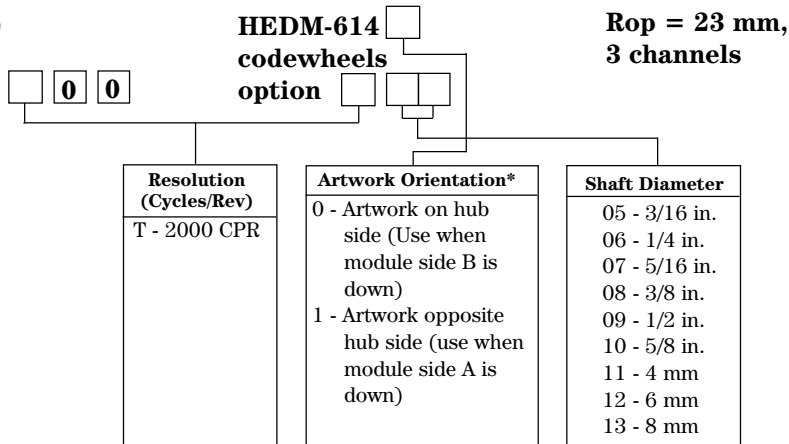 HEDM-614
codewheels
option
Rop = 23 mm,
3 channels
0 0
Resolution
(Cycles/Rev)
T - 2000 CPR
Artwork Orientation*
0 - Artwork on hub
side (Use when
module side B is
down)
1 - Artwork opposite
hub side (use when
module side A is
down)
Shaft Diameter
05 - 3/16 in.
06 - 1/4 in.
07 - 5/16 in.
08 - 3/8 in.
09 - 1/2 in.
10 - 5/8 in.
11 - 4 mm
12 - 6 mm
13 - 8 mm